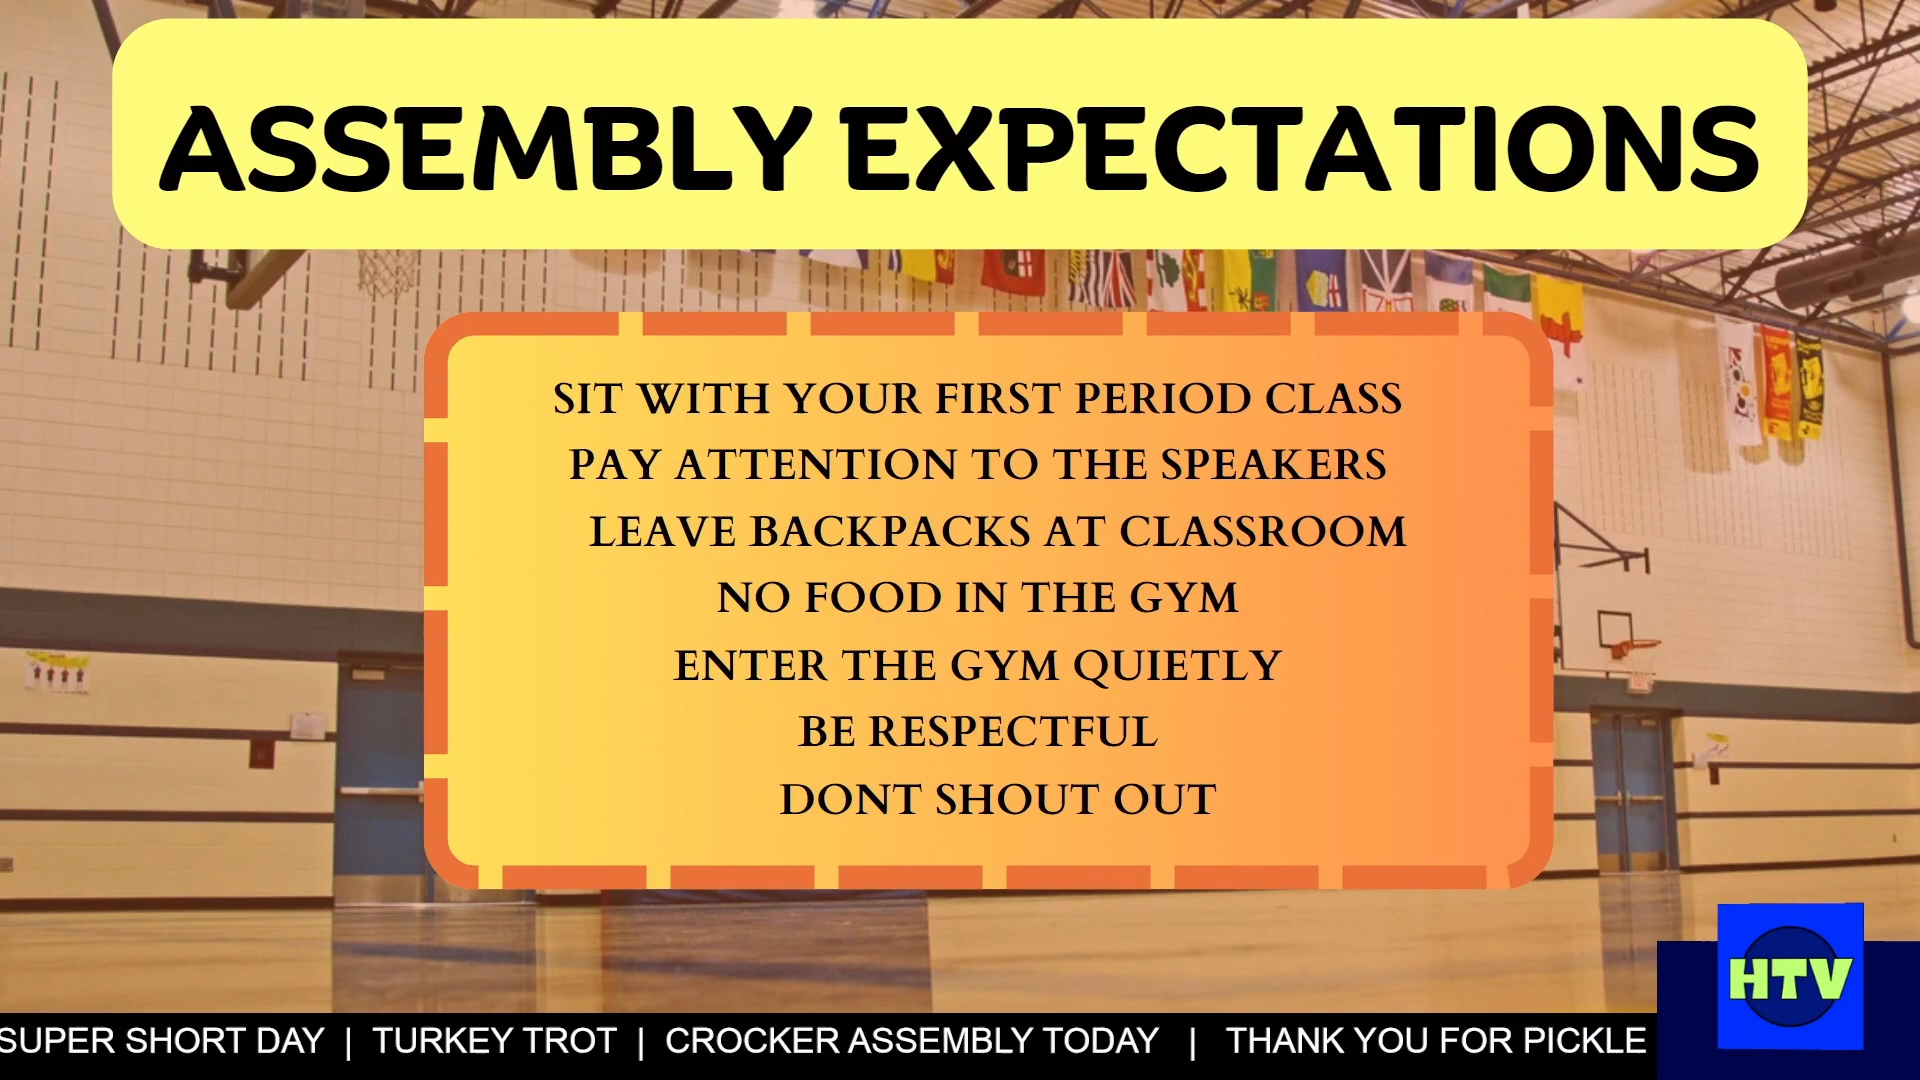 ASSEMBLY EXPECTATIONS
SIT WITH YOUR FIRST PERIOD CLASS
PAY ATTENTION TO THE SPEAKERS
LEAVE BACKPACKS AT CLASSROOM
NO FOOD IN THE GYM
ENTER THE GYM QUIETLY
BE RESPECTFUL
DONT SHOUT OUT
HTV
SUPER SHORT DAY | TURKEY TROT | CROCKER ASSEMBLY TODAY | THANK YOU FOR PICKLE